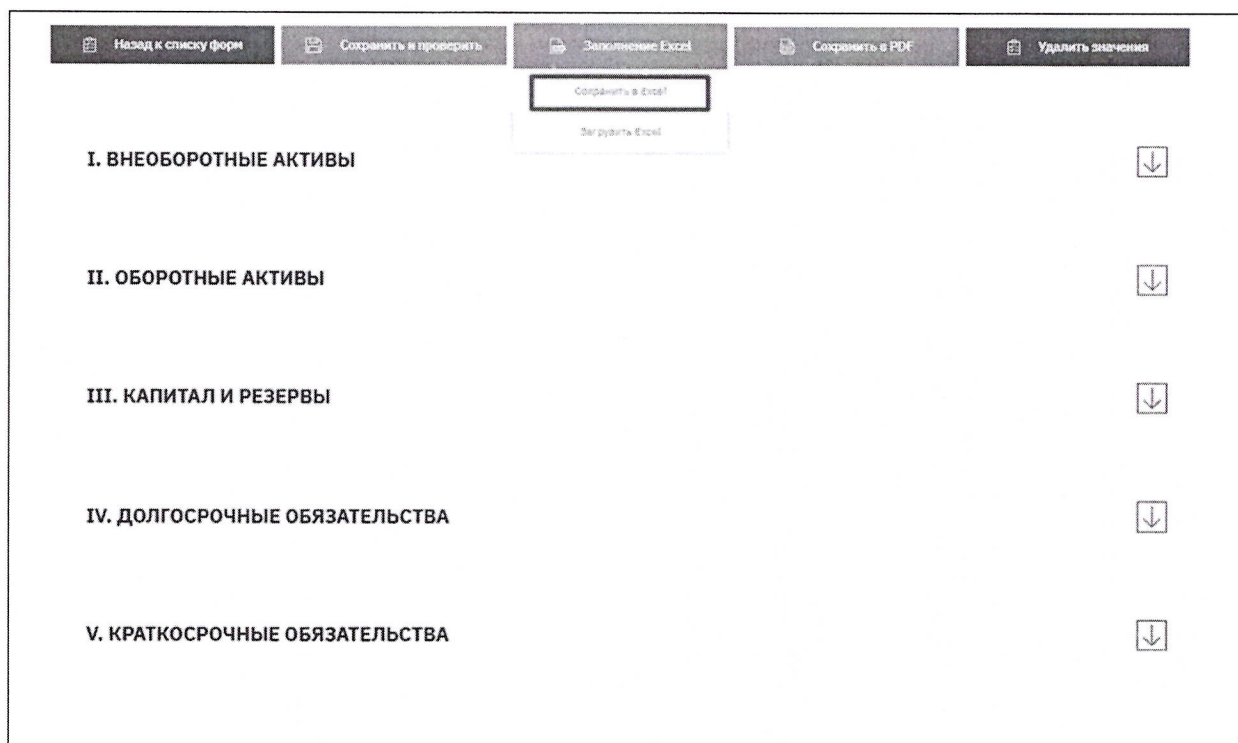 Назад к списку форм
Сохранить и проверить
Заполнение Excel
Сохранить в PDF
Удалить значения
Сохранить в Excel
Загрузить Excel
I. ВНЕОБОРОТНЫЕ АКТИВЫ
II. ОБОРОТНЫЕ АКТИВЫ
III. КАПИТАЛ И РЕЗЕРВЫ
IV. ДОЛГОСРОЧНЫЕ ОБЯЗАТЕЛЬСТВА
V. КРАТКОСРОЧНЫЕ ОБЯЗАТЕЛЬСТВА